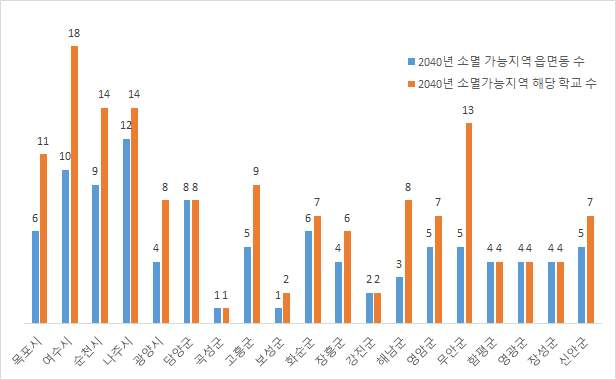 2040년 소멸 가능지역 읍면동 수
2040년 소멸가능지역 해당 학교 수
6 11
10 18
9 14
12 14
4 8
8 8
1 1
5 9
1 2
6 7
4 6
2 2
3 8
5 7
5 13
4 4
4 4
4 4
5 7
목포시
여수시
순천시
나주시
광양시
담양군
곡성군
고흥군
보성군
화순군
장흥군
강진군
해남군
영암군
무안군
함평군
영광군
장성군
신안군